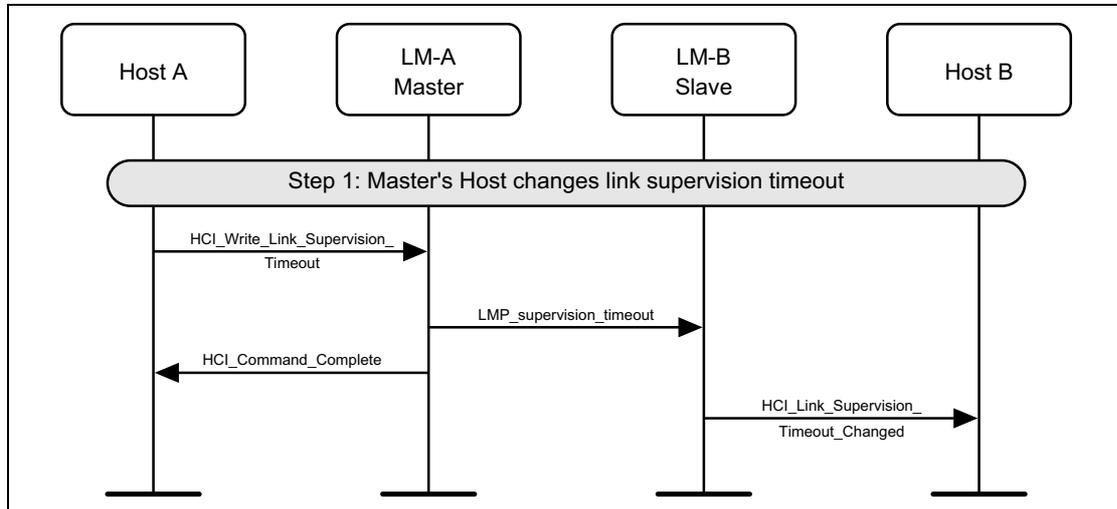 Host A
LM-A
Master
LM-B
Slave
Host B
Step 1: Master's Host changes link supervision timeout
HCI_Write_Link_Supervision_
Timeout
LMP_supervision_timeout
HCI_Command_Complete
HCI_Link_Supervision_
Timeout_Changed